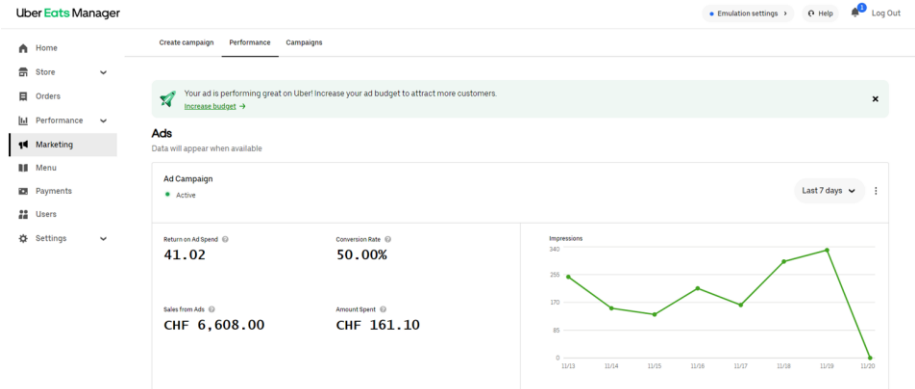 Uber Eats Manager
Emulation settings
Help
1
Log Out
Home
Store
Orders
Performance
Marketing
Menu
Payments
Users
Settings
Create campaign Performance Campaigns
Your ad is performing great on Uber! Increase your ad budget to attract more customers.
Increase budget →
Ads
Data will appear when available
Ad Campaign
Active
Last 7 days
Return on Ad Spend
41.02
Conversion Rate
50.00%
Sales from Ads
CHF 6,608.00
Amount Spent
CHF 161.10
Impressions
340
255
170
85
0
11/13 11/14 11/15 11/16 11/17 11/18 11/19 11/20